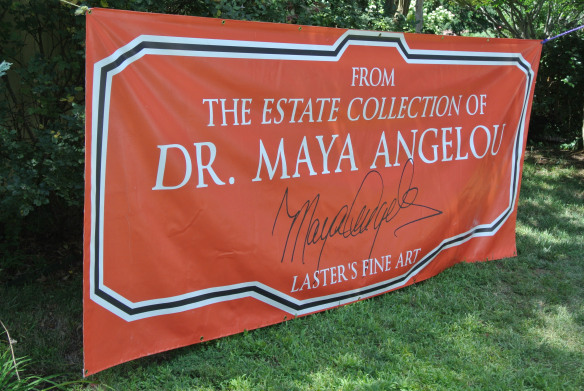 FROM
THE ESTATE COLLECTION OF
DR. MAYA ANGELOU
Maya Angelou
LASTER'S FINE ART